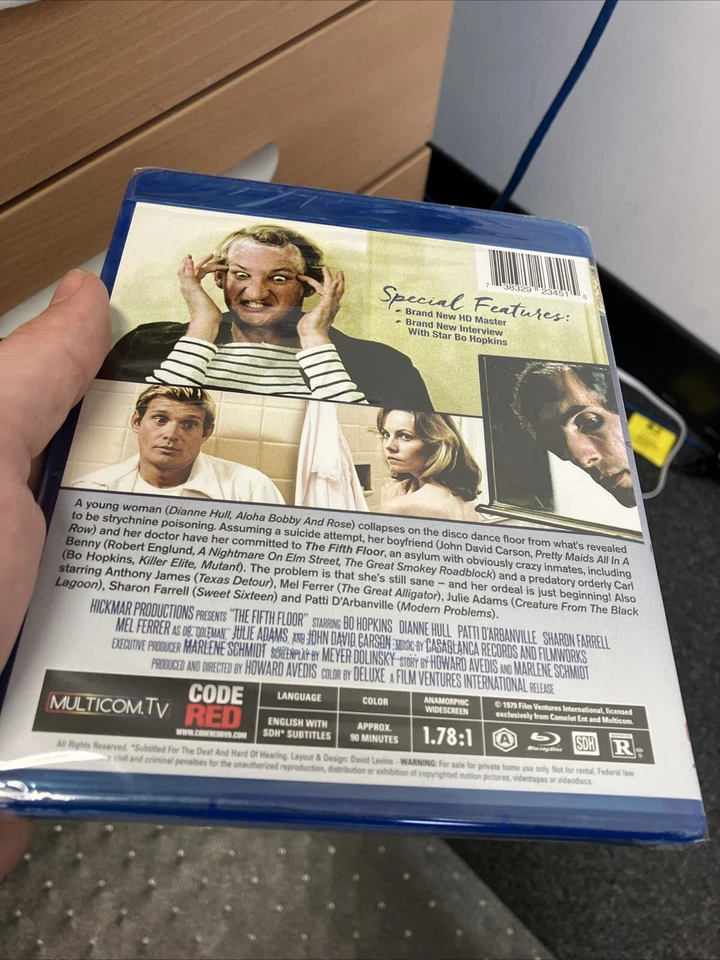 7 38329 23451 5
Special Features:
• Brand New HD Master
• Brand New Interview
With Star Bo Hopkins
A young woman (Dianne Hull, Aloha Bobby And Rose) collapses on the disco dance floor from what's revealed
to be strychnine poisoning. Assuming a suicide attempt, her boyfriend (John David Carson, Pretty Maids All In A
Row) and her doctor have her committed to The Fifth Floor, an asylum with obviously crazy inmates, including
Benny (Robert Englund, A Nightmare On Elm Street, The Great Smokey Roadblock) and a predatory orderly Carl
(Bo Hopkins, Killer Elite, Mutant). The problem is that she's still sane – and her ordeal is just beginning! Also
starring Anthony James (Texas Detour), Mel Ferrer (The Great Alligator), Julie Adams (Creature From The Black
Lagoon), Sharon Farrell (Sweet Sixteen) and Patti D'Arbanville (Modern Problems).
HICKMAR PRODUCTIONS PRESENTS "THE FIFTH FLOOR" STARRING BO HOPKINS DIANNE HULL PATTI D'ARBANVILLE SHARON FARRELL
MEL FERRER AS DR. COLEMAN JULIE ADAMS AND JOHN DAVID CARSON MUSIC BY CASABLANCA RECORDS AND FILMWORKS
EXECUTIVE PRODUCER MARLENE SCHMIDT SCREENPLAY BY MEYER DOLINSKY STORY BY HOWARD AVEDIS AND MARLENE SCHMIDT
PRODUCED AND DIRECTED BY HOWARD AVEDIS COLOR BY DELUXE A FILM VENTURES INTERNATIONAL RELEASE
MULTICOM.TV
CODE
RED
WWW.CODEREDDVD.COM
LANGUAGE
ENGLISH WITH
SDH* SUBTITLES
COLOR
APPROX.
90 MINUTES
ANAMORPHIC
WIDESCREEN
1.78:1
© 1979 Film Ventures International, licensed
exclusively from Camelot Ent and Multicom.
A
Blu-ray Disc
SDH
R
All Rights Reserved. *Subtitled For The Deaf And Hard Of Hearing. Layout & Design: David Levine - WARNING: For sale for private home use only. Not for rental. Federal law
civil and criminal penalties for the unauthorized reproduction, distribution or exhibition of copyrighted motion pictures, videotapes or videodiscs.